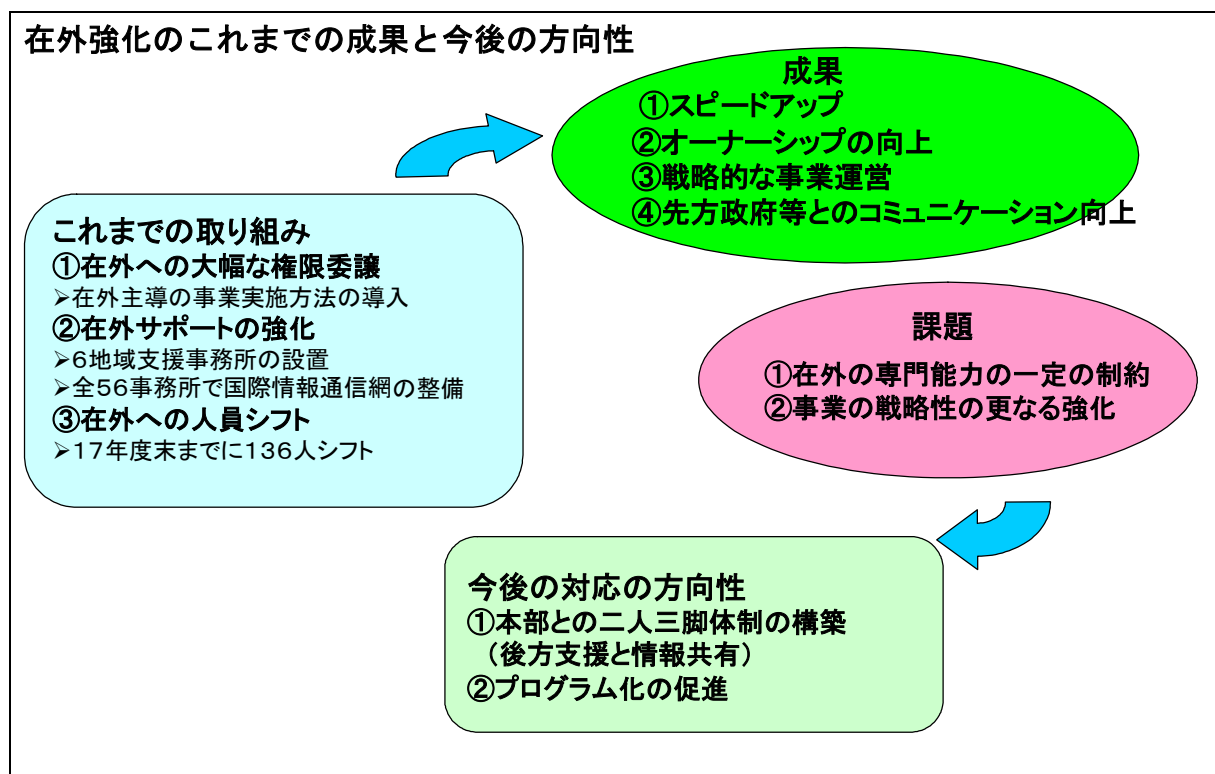 在外強化のこれまでの成果と今後の方向性
成果
①スピードアップ
②オーナーシップの向上
③戦略的な事業運営
④先方政府等とのコミュニケーション向上
これまでの取り組み
①在外への大幅な権限委譲
➢在外主導の事業実施方法の導入
②在外サポートの強化
➢6地域支援事務所の設置
➢全56事務所で国際情報通信網の整備
③在外への人員シフト
➢17年度末までに136人シフト
課題
①在外の専門能力の一定の制約
②事業の戦略性の更なる強化
今後の対応の方向性
①本部との二人三脚体制の構築
（後方支援と情報共有）
②プログラム化の促進